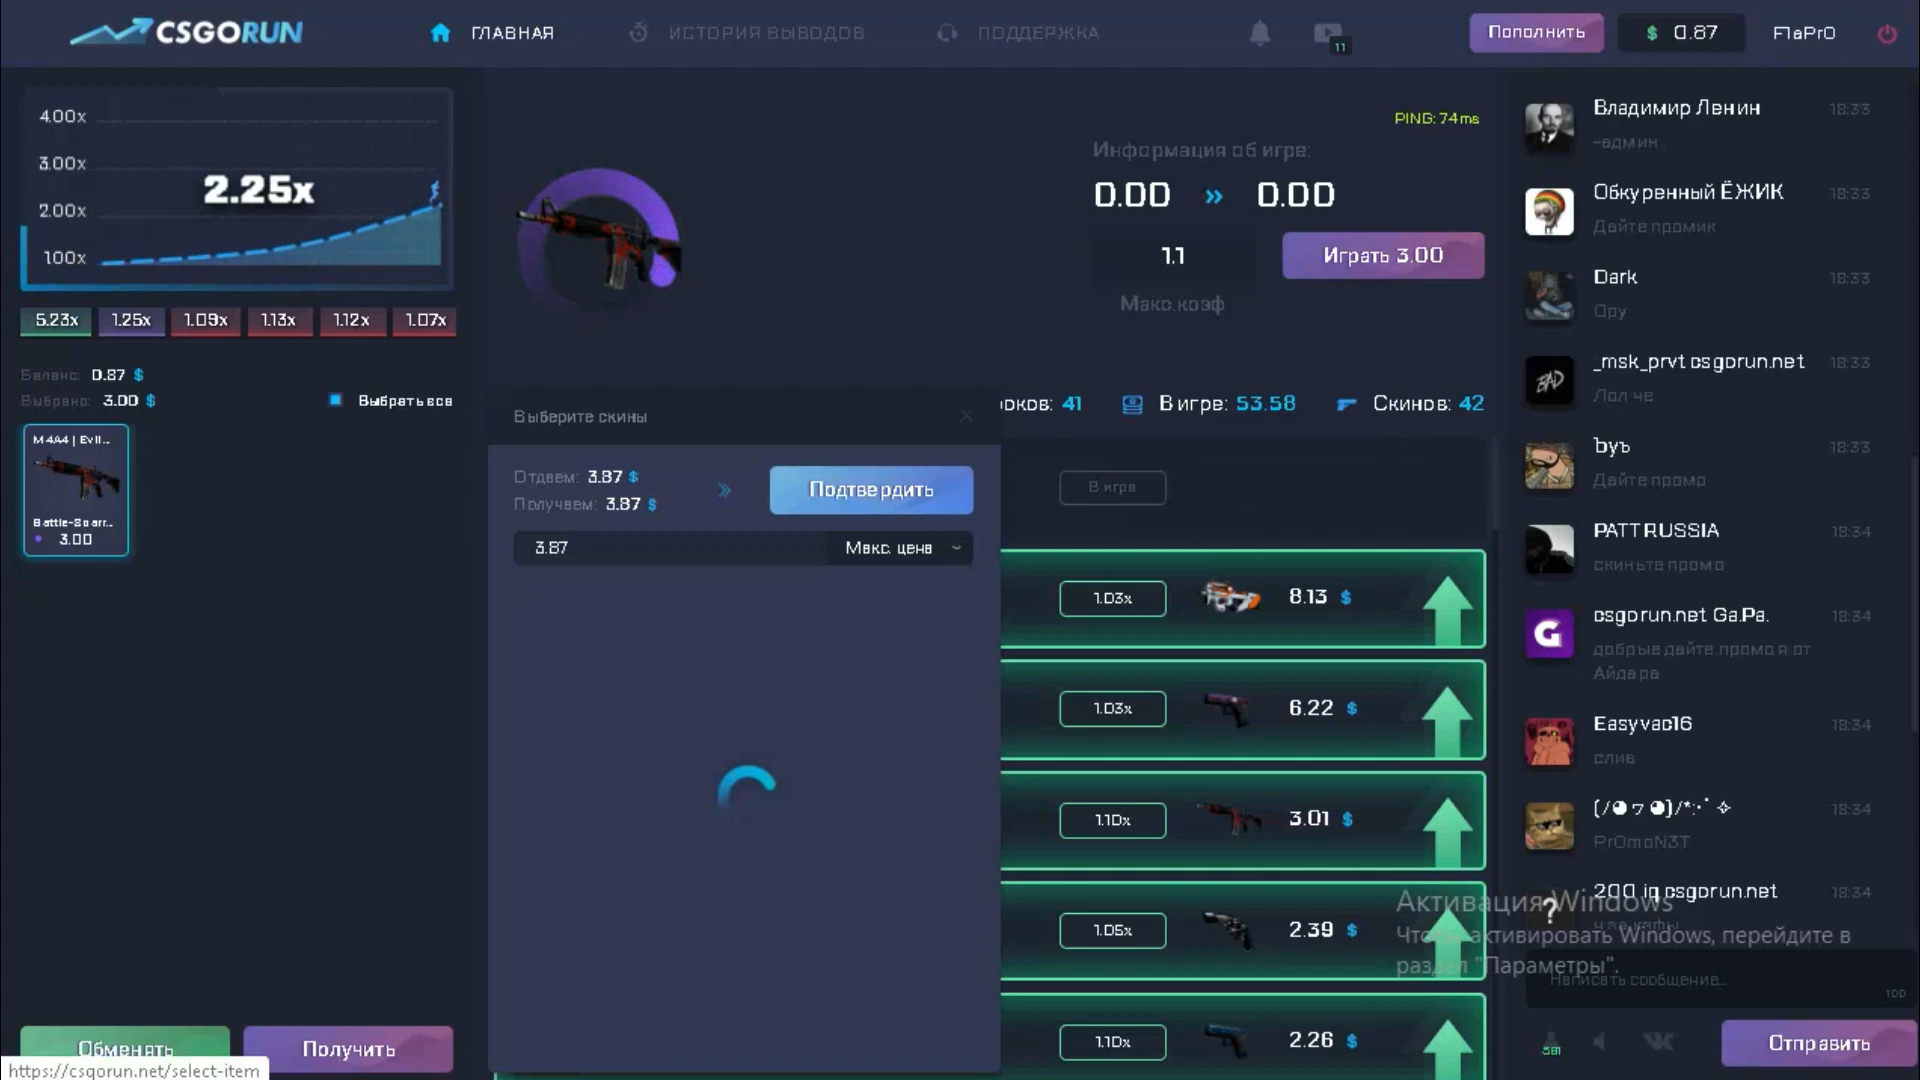 CSGORUN
ГЛАВНАЯ
ИСТОРИЯ ВЫВОДОВ
ПОДДЕРЖКА
11
Пополнить
$ 0.87
FlaPrO
4.00x
3.00x
2.00x
1.00x
2.25x
5.23x
1.25x
1.09x
1.13x
1.12x
1.07x
Баланс: 0.87 $
Выбрано: 3.00 $
Выбрать все
M4A4 | Evil...
Battle-Scarr...
3.00
Обменять
Получить
https://csgorun.net/select-item
PING: 74ms
Информация об игре:
0.00 » 0.00
1.1
Макс. коэф
Играть 3.00
роков: 41
В игре: 53.58
Скинов: 42
Выберите скины
Отдаем: 3.87 $
Получаем: 3.87 $
»
Подтвердить
3.87
Макс. цена
В игре
1.03x
8.13 $
1.03x
6.22 $
1.10x
3.01 $
1.05x
2.39 $
1.10x
2.26 $
Владимир Ленин 18:33
-админ
Обкуренный ЁЖИК 18:33
Дайте промик
Dark 18:33
Ору
_msk_prvt csgorun.net 18:33
Лол че
BAD
Ъуъ 18:33
Дайте промо
PATTRUSSIA 18:34
скиньте промо
csgorun.net Ga.Pa. 18:34
добрые дайте промо я от
Айдара
G
Easyvac16 18:34
слив
(/◕ヮ◕)/*:･ﾟ✧ 18:34
PrOmoN3T
200 iq csgorun.net 18:34
?
Активация Windows
Чтобы активировать Windows, перейдите в
раздел "Параметры".
Написать сообщение...
100
381
Отправить